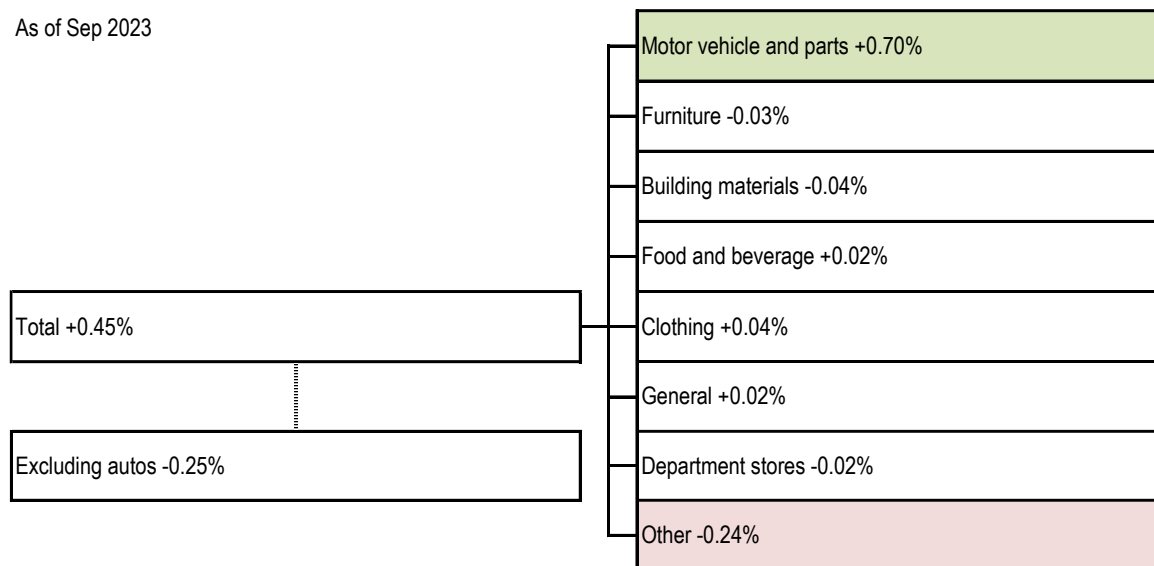 As of Sep 2023
Motor vehicle and parts +0.70%
Furniture -0.03%
Building materials -0.04%
Food and beverage +0.02%
Total +0.45%
Clothing +0.04%
General +0.02%
Excluding autos -0.25%
Department stores -0.02%
Other -0.24%